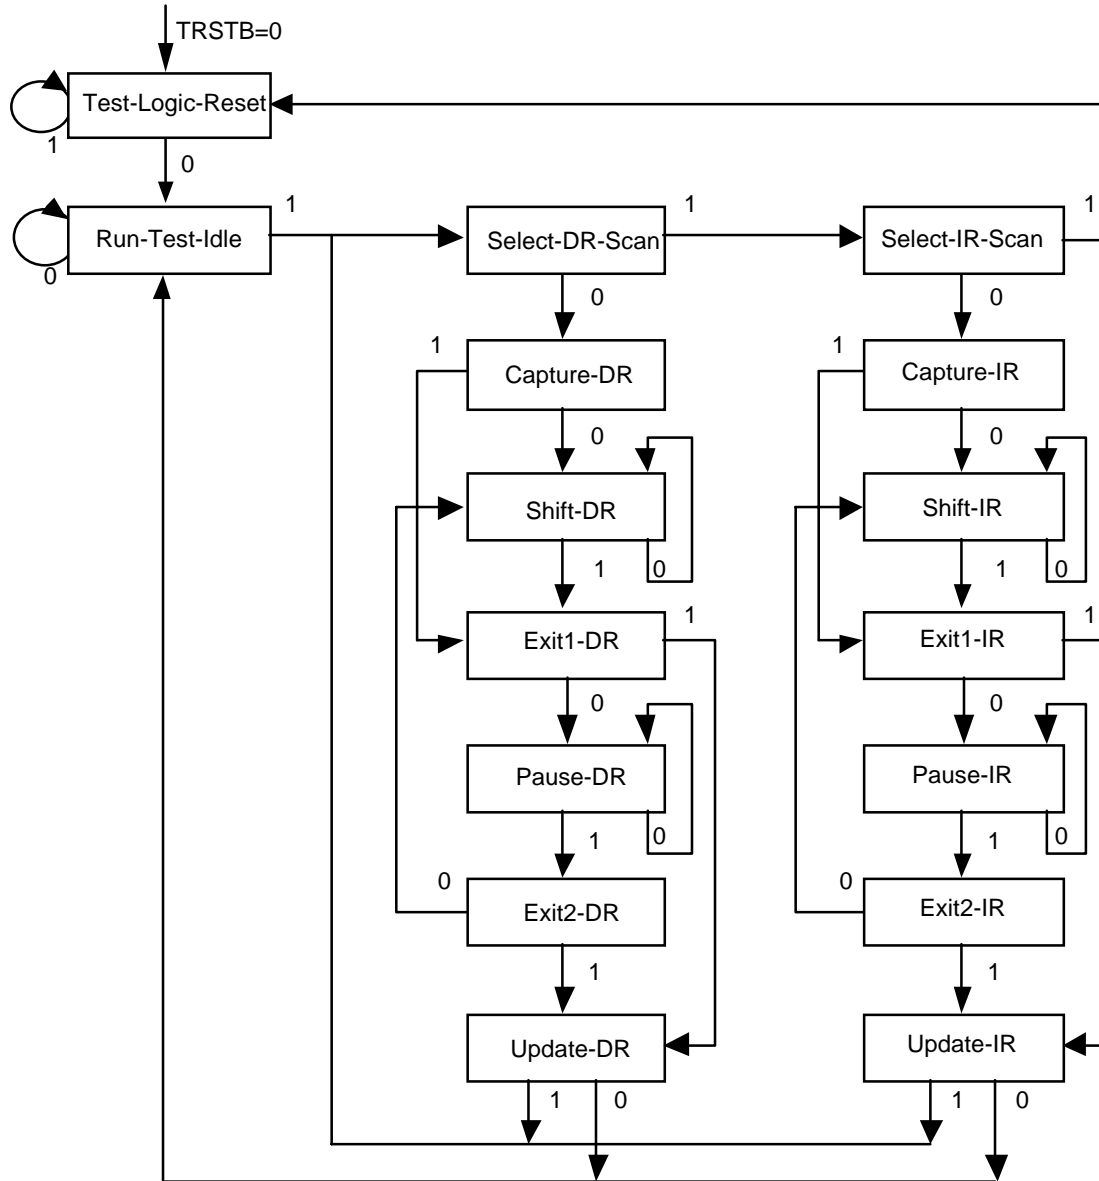 TRSTB=0
Test-Logic-Reset
1
0
1
1
1
Run-Test-Idle
Select-DR-Scan
Select-IR-Scan
0
0
0
1
1
Capture-DR
Capture-IR
0
0
Shift-DR
Shift-IR
1
0
1
0
1
1
Exit1-DR
Exit1-IR
0
0
Pause-DR
Pause-IR
1
0
1
0
0
0
Exit2-DR
Exit2-IR
1
1
Update-DR
Update-IR
1
0
1
0